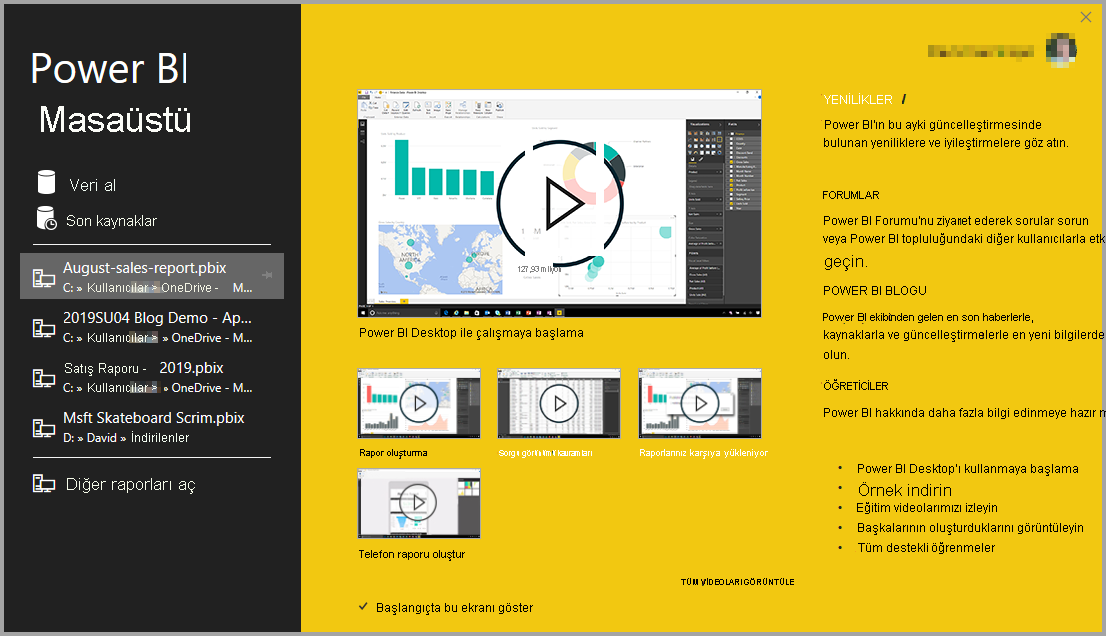 Power BI
Masaüstü
Veri al
Son kaynaklar
August-sales-report.pbix
C: » Kullanıcılar » OneDrive - M...
2019SU04 Blog Demo - Ap...
C: » Kullanıcılar » OneDrive - M...
Satış Raporu - 2019.pbix
C: » Kullanıcılar » OneDrive - M...
Msft Skateboard Scrim.pbix
D: » David » İndirilenler
Diğer raporları aç
127,93 milyon
Power BI Desktop ile çalışmaya başlama
Rapor oluşturma
Sorgu görünümü kavramları
Raporlarınız karşıya yükleniyor
Telefon raporu oluştur
TÜM VİDEOLARI GÖRÜNTÜLE
Başlangıçta bu ekranı göster
YENİLİKLER
Power BI'ın bu ayki güncelleştirmesinde
bulunan yeniliklere ve iyileştirmelere göz atın.
FORUMLAR
Power BI Forumu'nu ziyaret ederek sorular sorun
veya Power BI topluluğundaki diğer kullanıcılarla etk
geçin.
POWER BI BLOGU
Power BI ekibinden gelen en son haberlerle,
kaynaklarla ve güncelleştirmelerle en yeni bilgilerde
olun.
ÖĞRETİCİLER
Power BI hakkında daha fazla bilgi edinmeye hazır m
• Power BI Desktop'ı kullanmaya başlama
• Örnek indirin
• Eğitim videolarımızı izleyin
• Başkalarının oluşturduklarını görüntüleyin
• Tüm destekli öğrenmeler